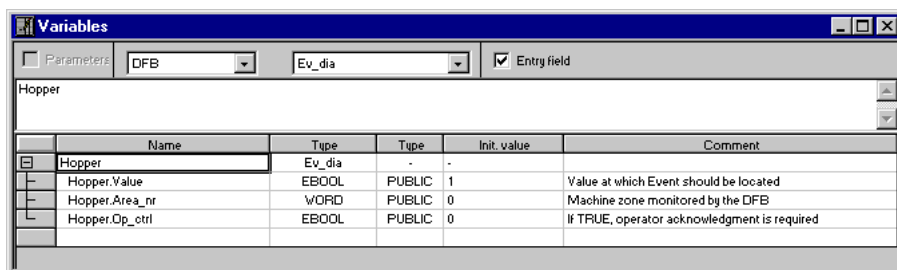 Variables
Parameters DFB Ev_dia Entry field
Hopper
Name Type Type Init. value Comment
Hopper Ev_dia - -
Hopper.Value EBOOL PUBLIC 1 Value at which Event should be located
Hopper.Area_nr WORD PUBLIC 0 Machine zone monitored by the DFB
Hopper.Op_ctrl EBOOL PUBLIC 0 If TRUE, operator acknowledgment is required